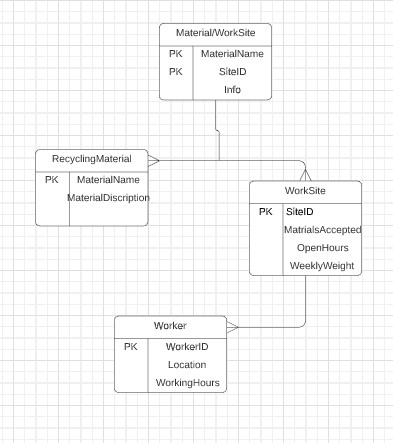 Material/WorkSite
PK MaterialName
PK SiteID
Info
RecyclingMaterial
PK MaterialName
MaterialDiscription
WorkSite
PK SiteID
MatrialsAccepted
OpenHours
WeeklyWeight
Worker
PK WorkerID
Location
WorkingHours